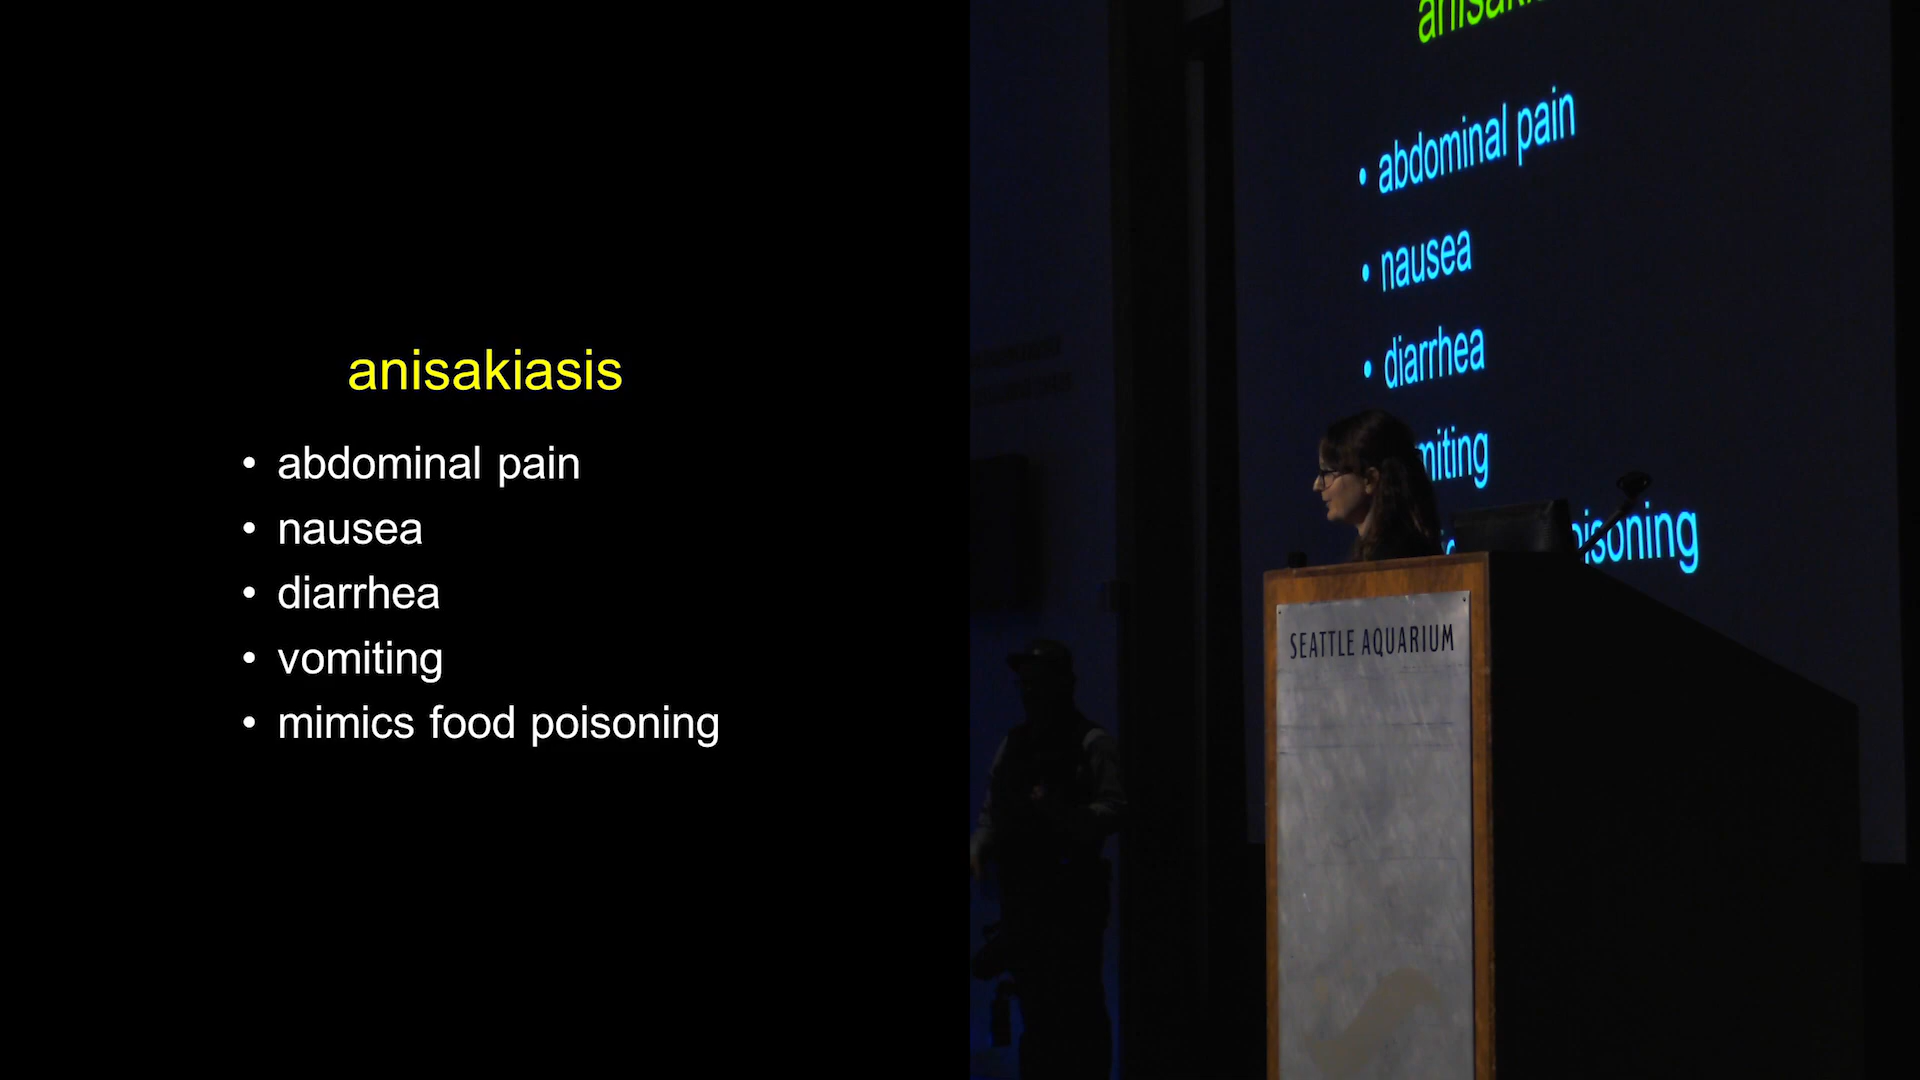 anisakiasis
• abdominal pain
• nausea
• diarrhea
• vomiting
• mimics food poisoning
• abdominal pain
• nausea
• diarrhea
SEATTLE AQUARIUM